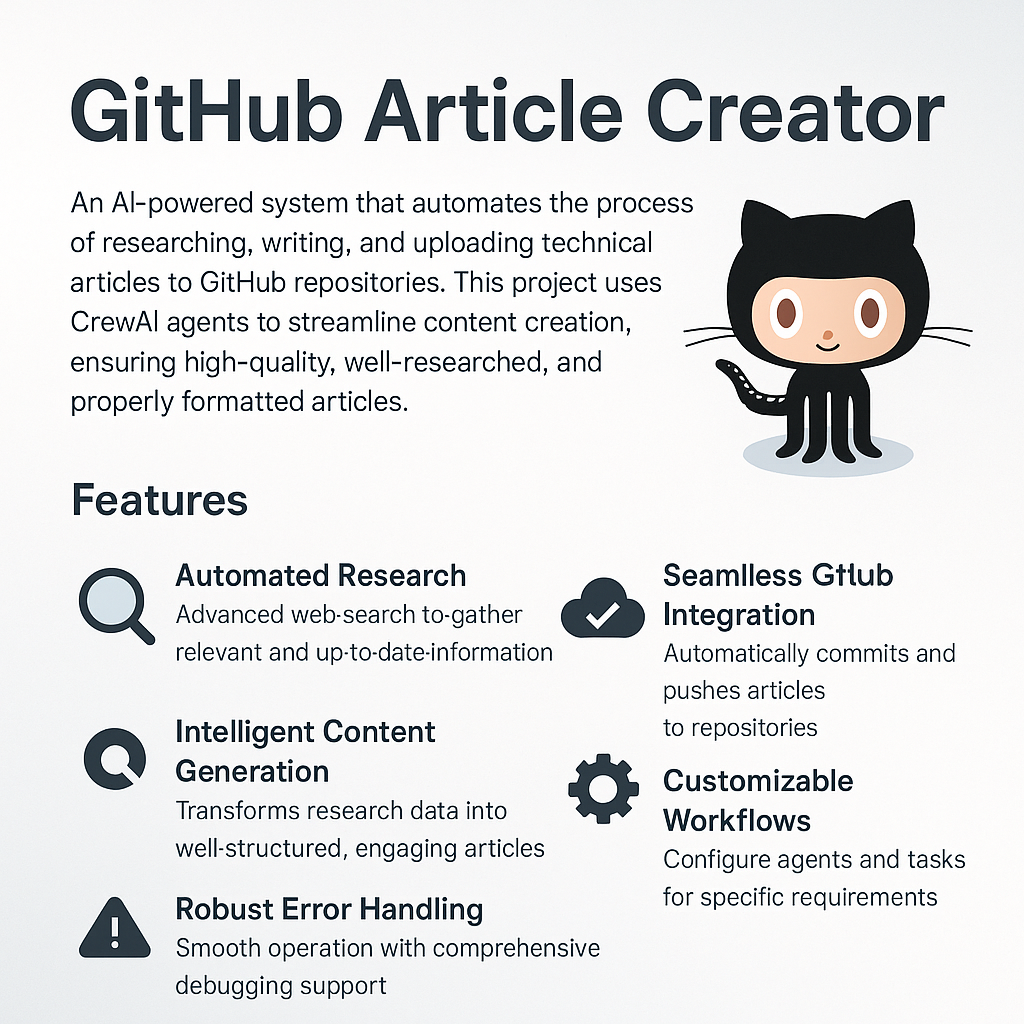 GitHub Article Creator
An AI-powered system that automates the process
of researching, writing, and uploading technical
articles to GitHub repositories. This project uses
CrewAI agents to streamline content creation,
ensuring high-quality, well-researched, and
properly formatted articles.
Features
Automated Research
Advanced web-search to-gather
relevant and up-to-date-information
Intelligent Content
Generation
Transforms research data into
well-structured, engaging articles
Robust Error Handling
Smooth operation with comprehensive
debugging support
Seamlless Gtlub
Integration
Automatically commits and
pushes articles
to repositories
Customizable
Workflows
Configure agents and tasks
for specific requirements